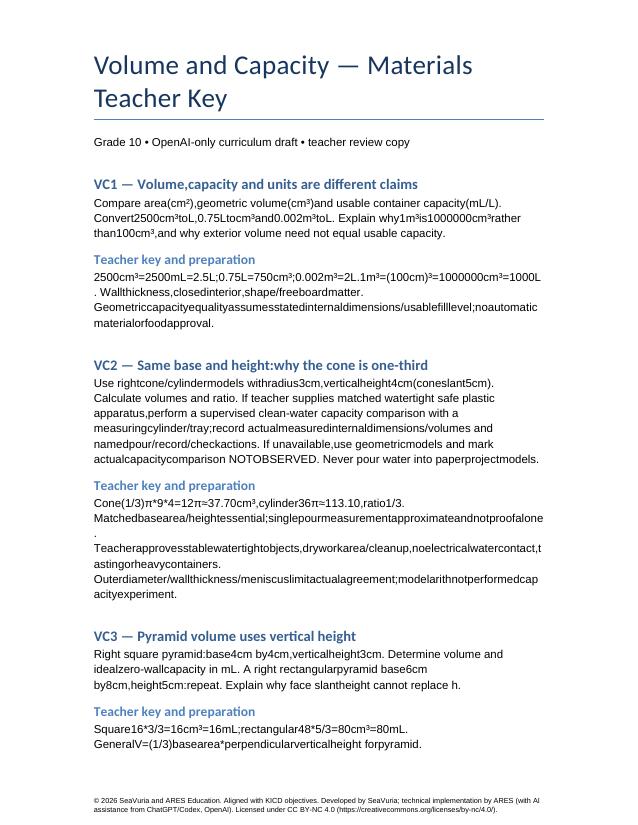 Volume and Capacity — Materials
Teacher Key
Grade 10 • OpenAI-only curriculum draft • teacher review copy
VC1 — Volume,capacity and units are different claims
Compare area(cm²),geometric volume(cm³)and usable container capacity(mL/L).
Convert2500cm³toL,0.75Ltocm³and0.002m³toL. Explain why1m³is1000000cm³rather
than100cm³,and why exterior volume need not equal usable capacity.
Teacher key and preparation
2500cm³=2500mL=2.5L;0.75L=750cm³;0.002m³=2L.1m³=(100cm)³=1000000cm³=1000L
. Wallthickness,closedinterior,shape/freeboardmatter.
Geometriccapacityequalityassumesstatedinternaldimensions/usablefilllevel;noautomatic
materialorfoodapproval.
VC2 — Same base and height:why the cone is one-third
Use rightcone/cylindermodels withradius3cm,verticalheight4cm(coneslant5cm).
Calculate volumes and ratio. If teacher supplies matched watertight safe plastic
apparatus,perform a supervised clean-water capacity comparison with a
measuringcylinder/tray;record actualmeasuredinternaldimensions/volumes and
namedpour/record/checkactions. If unavailable,use geometricmodels and mark
actualcapacitycomparison NOTOBSERVED. Never pour water into paperprojectmodels.
Teacher key and preparation
Cone(1/3)π*9*4=12π≈37.70cm³,cylinder36π≈113.10,ratio1/3.
Matchedbasearea/heightessential;singlepourmeasurementapproximateandnotproofalone
.
Teacherapprovesstablewatertightobjects,dryworkarea/cleanup,noelectricalwatercontact,t
astingorheavycontainers.
Outerdiameter/wallthickness/meniscuslimitactualagreement;modelarithnotperformedcap
acityexperiment.
VC3 — Pyramid volume uses vertical height
Right square pyramid:base4cm by4cm,verticalheight3cm. Determine volume and
idealzero-wallcapacity in mL. A right rectangularpyramid base6cm
by8cm,height5cm:repeat. Explain why face slantheight cannot replace h.
Teacher key and preparation
Square16*3/3=16cm³=16mL;rectangular48*5/3=80cm³=80mL.
GeneralV=(1/3)basearea*perpendicularverticalheight forpyramid.
© 2026 SeaVuria and ARES Education. Aligned with KICD objectives. Developed by SeaVuria; technical implementation by ARES (with AI
assistance from ChatGPT/Codex, OpenAI). Licensed under CC BY-NC 4.0 (https://creativecommons.org/licenses/by-nc/4.0/).